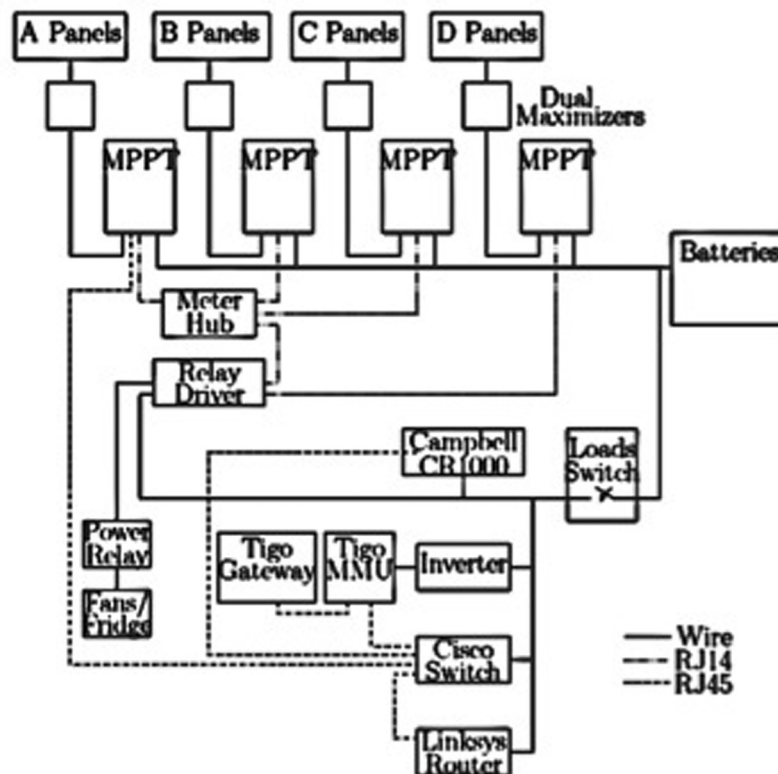 A Panels
B Panels
C Panels
D Panels
Dual
Maximizers
MPPT
MPPT
MPPT
MPPT
Batteries
Meter
Hub
Relay
Driver
Campbell
CR1000
Loads
Switch
Power
Relay
Tigo
Gateway
Tigo
MMU
Inverter
Fans/
Fridge
Cisco
Switch
Wire
RJ14
RJ45
Linksys
Router